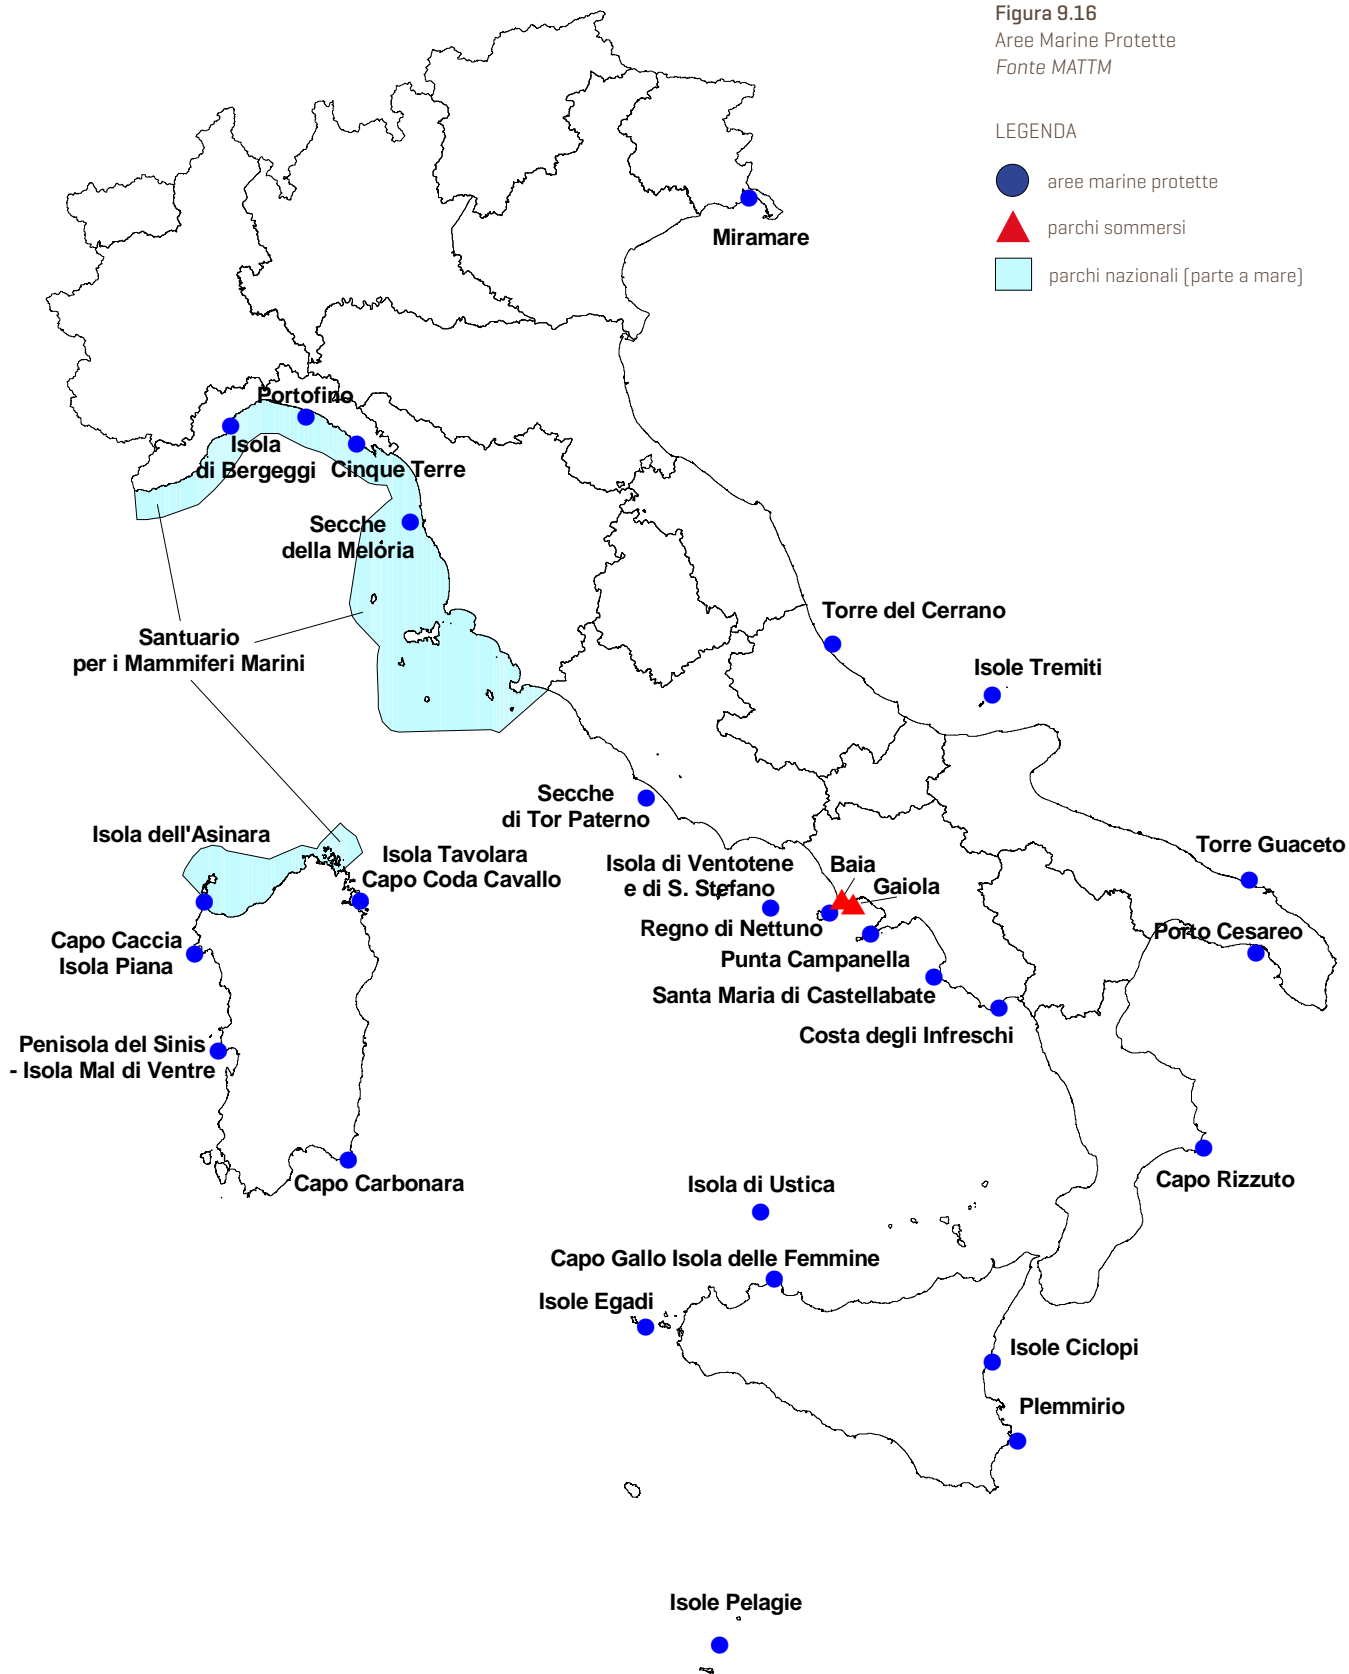 Figura 9.16
Aree Marine Protette
Fonte MATTM
LEGENDA
aree marine protette
parchi sommersi
parchi nazionali (parte a mare)
Miramare
Portofino
Isola
di Bergeggi
Cinque Terre
Secche
della Meloria
Santuario
per i Mammiferi Marini
Torre del Cerrano
Isole Tremiti
Secche
di Tor Paterno
Isola dell'Asinara
Isola Tavolara
Capo Coda Cavallo
Isola di Ventotene
e di S. Stefano
Baia
Gaiola
Torre Guaceto
Regno di Nettuno
Porto Cesareo
Capo Caccia
Isola Piana
Punta Campanella
Santa Maria di Castellabate
Costa degli Infreschi
Penisola del Sinis
- Isola Mal di Ventre
Capo Carbonara
Isola di Ustica
Capo Rizzuto
Capo Gallo Isola delle Femmine
Isole Egadi
Isole Ciclopi
Plemmirio
Isole Pelagie